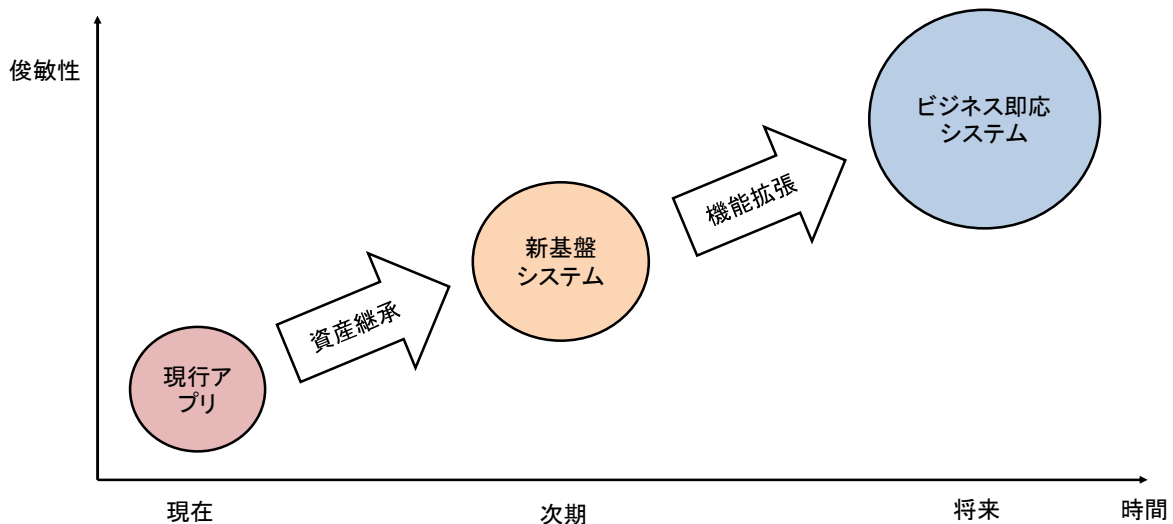 俊敏性
ビジネス即応
システム
機能拡張
新基盤
システム
資産継承
現行ア
プリ
現在
次期
将来
時間